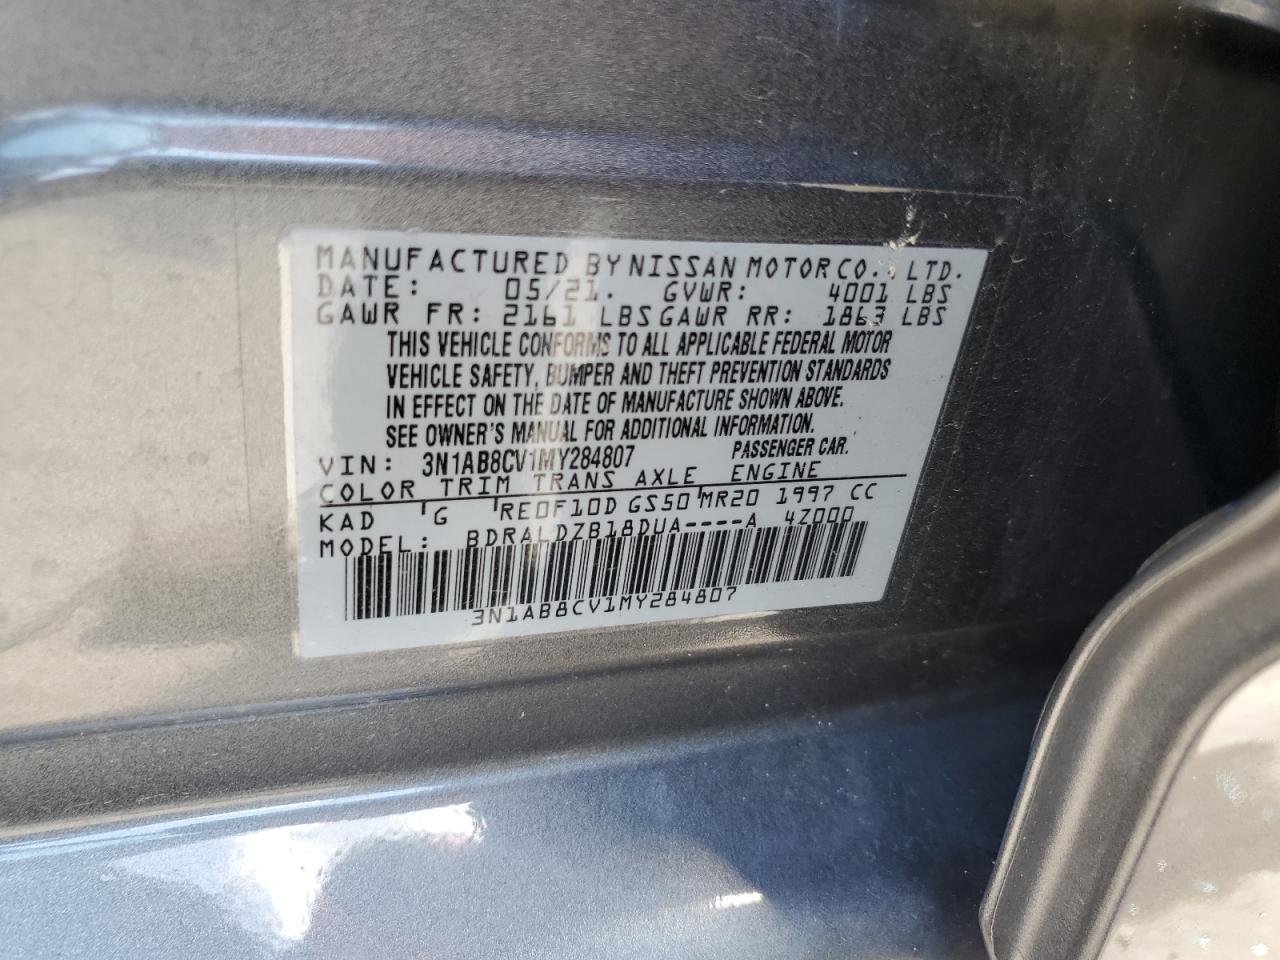 MANUFACTURED BY NISSAN MOTOR CO., LTD.
DATE: 05/21. GVWR: 4001 LBS
GAWR FR: 2161 LBS GAWR RR: 1863 LBS
THIS VEHICLE CONFORMS TO ALL APPLICABLE FEDERAL MOTOR
VEHICLE SAFETY, BUMPER AND THEFT PREVENTION STANDARDS
IN EFFECT ON THE DATE OF MANUFACTURE SHOWN ABOVE.
SEE OWNER'S MANUAL FOR ADDITIONAL INFORMATION.
VIN: 3N1AB8CV1MY284807 PASSENGER CAR.
COLOR TRIM TRANS AXLE ENGINE
KAD 'G 'RE0F10D GS50'MR20 1997 CC
MODEL: BDRALDZB18DUA----A 4Z000
3N1AB8CV1MY284807